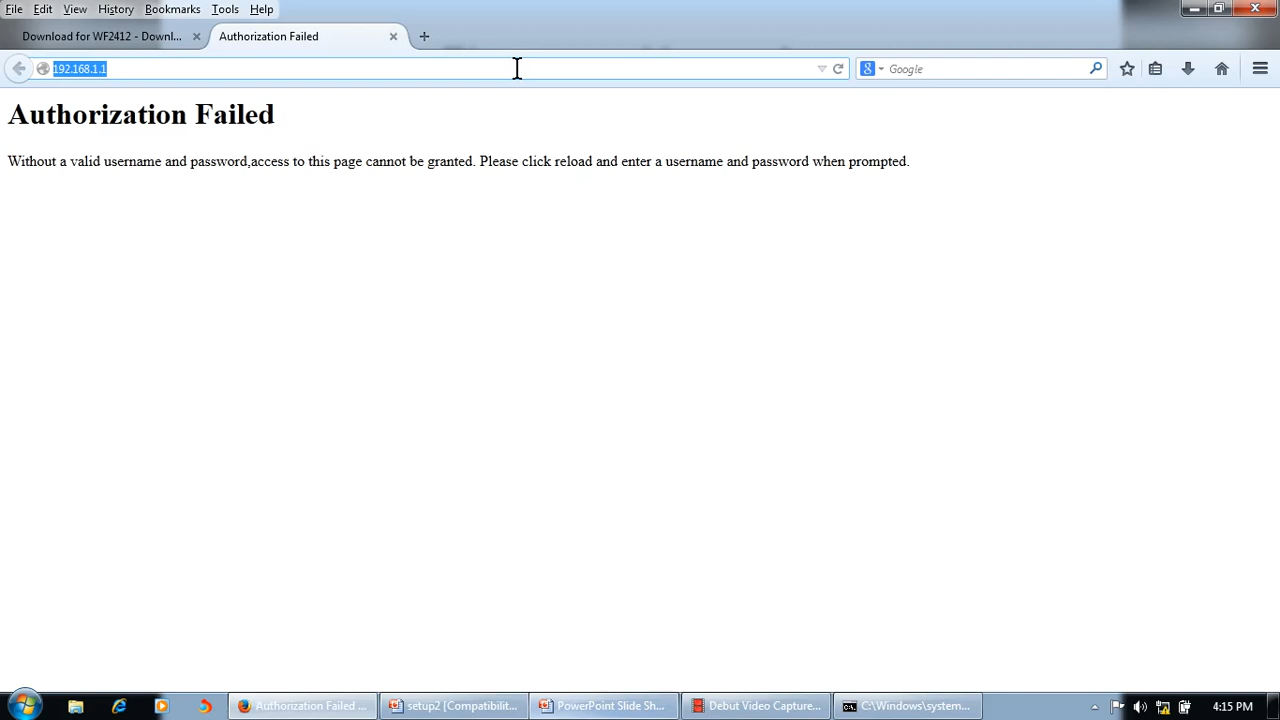 File Edit View History Bookmarks Tools Help
Download for WF2412 - Downl...
Authorization Failed
192.168.1.1
8
Google
Authorization Failed
Without a valid username and password,access to this page cannot be granted. Please click reload and enter a username and password when prompted.
Authorization Failed ...
setup2 [Compatibilit...
PowerPoint Slide Sh...
Debut Video Capture...
C:\Windows\system...
4:15 PM